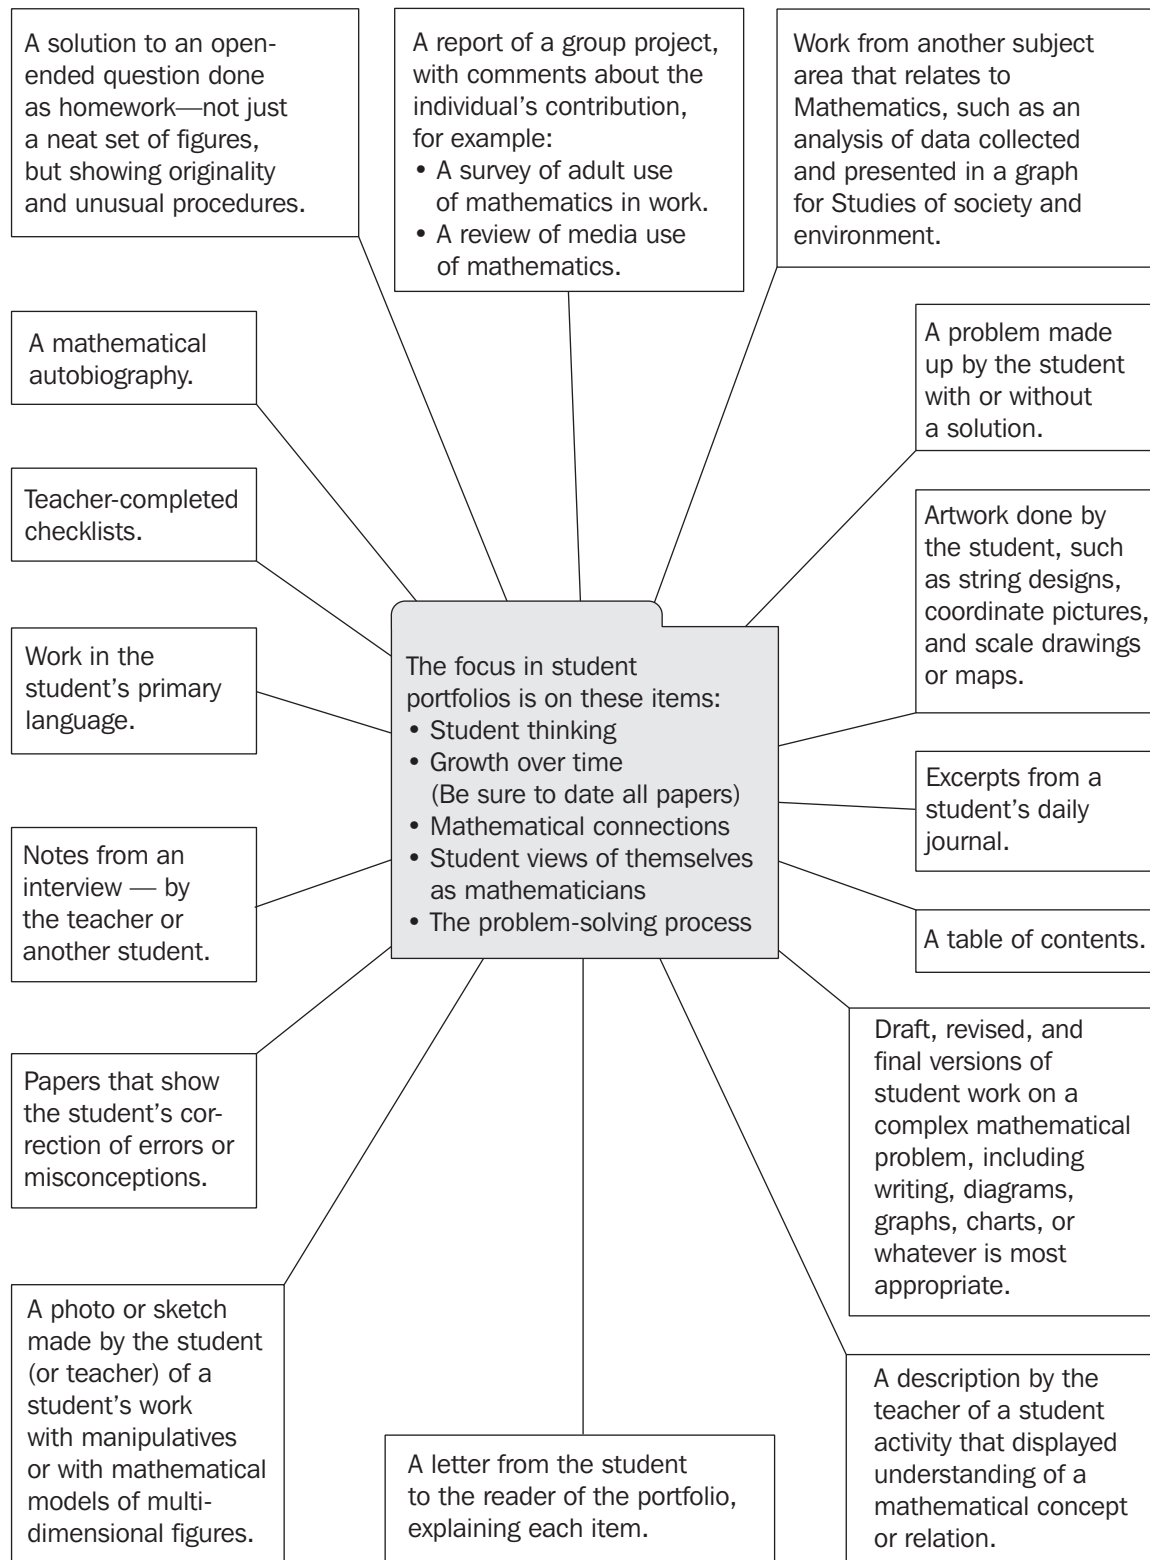 A solution to an open-
ended question done
as homework—not just
a neat set of figures,
but showing originality
and unusual procedures.
A report of a group project,
with comments about the
individual’s contribution,
for example:
• A survey of adult use
of mathematics in work.
• A review of media use
of mathematics.
Work from another subject
area that relates to
Mathematics, such as an
analysis of data collected
and presented in a graph
for Studies of society and
environment.
A mathematical
autobiography.
A problem made
up by the student
with or without
a solution.
Teacher-completed
checklists.
Artwork done by
the student, such
as string designs,
coordinate pictures,
and scale drawings
or maps.
Work in the
student’s primary
language.
The focus in student
portfolios is on these items:
• Student thinking
• Growth over time
(Be sure to date all papers)
• Mathematical connections
• Student views of themselves
as mathematicians
• The problem-solving process
Excerpts from a
student’s daily
journal.
Notes from an
interview — by
the teacher or
another student.
A table of contents.
Papers that show
the student’s cor-
rection of errors or
misconceptions.
Draft, revised, and
final versions of
student work on a
complex mathematical
problem, including
writing, diagrams,
graphs, charts, or
whatever is most
appropriate.
A photo or sketch
made by the student
(or teacher) of a
student’s work
with manipulatives
or with mathematical
models of multi-
dimensional figures.
A letter from the student
to the reader of the portfolio,
explaining each item.
A description by the
teacher of a student
activity that displayed
understanding of a
mathematical concept
or relation.